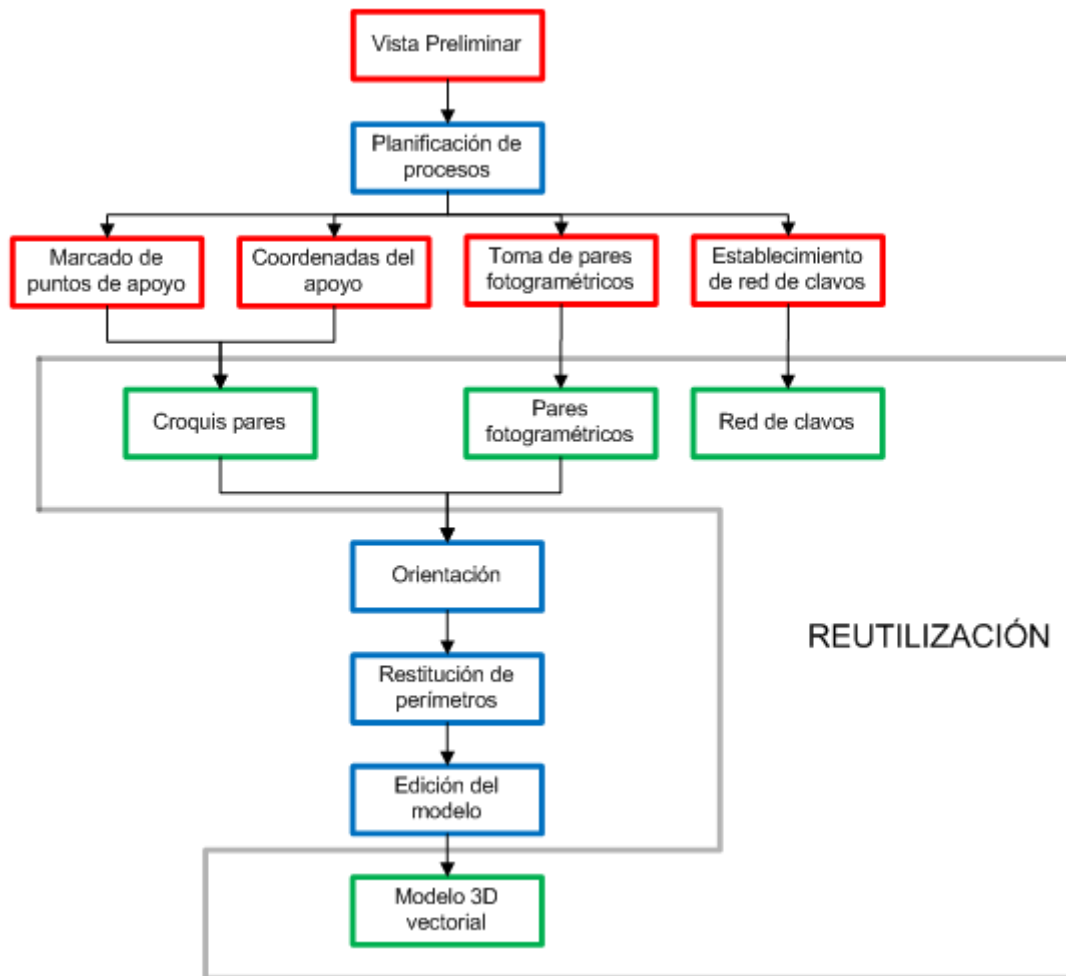 Vista Preliminar
Planificación de
procesos
Marcado de
puntos de apoyo
Coordenadas del
apoyo
Toma de pares
fotogramétricos
Establecimiento
de red de clavos
Croquis pares
Pares
fotogramétricos
Red de clavos
Orientación
REUTILIZACIÓN
Restitución de
perímetros
Edición del
modelo
Modelo 3D
vectorial